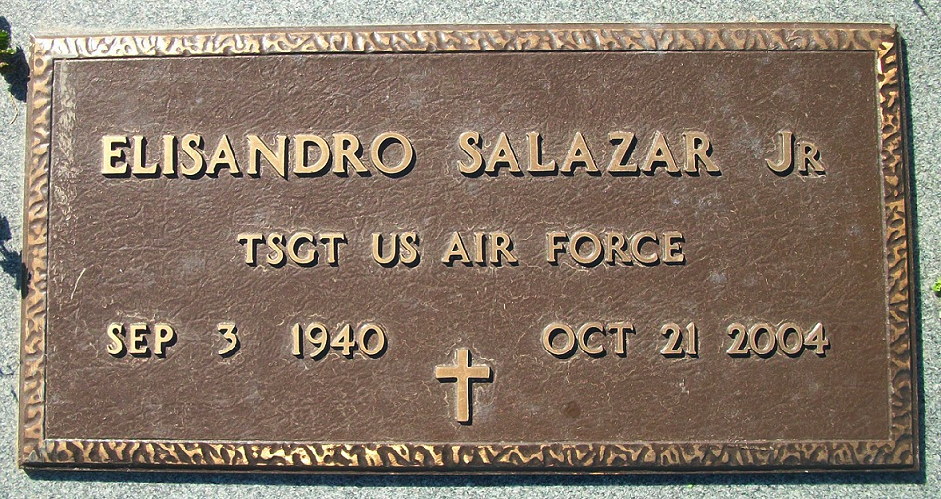 ELISANDRO SALAZAR JR
TSGT US AIR FORCE
SEP 3 1940 OCT 21 2004